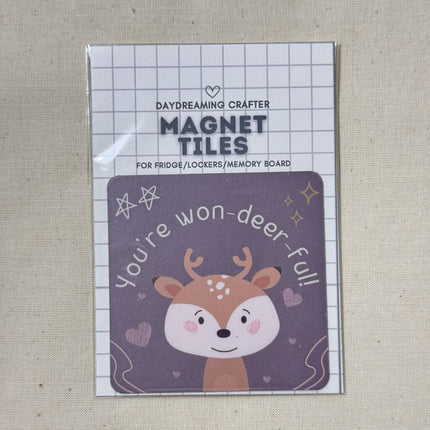 DAYDREAMING CRAFTER
MAGNET
TILES
FOR FRIDGE/LOCKERS/MEMORY BOARD
You're won-deer-ful!